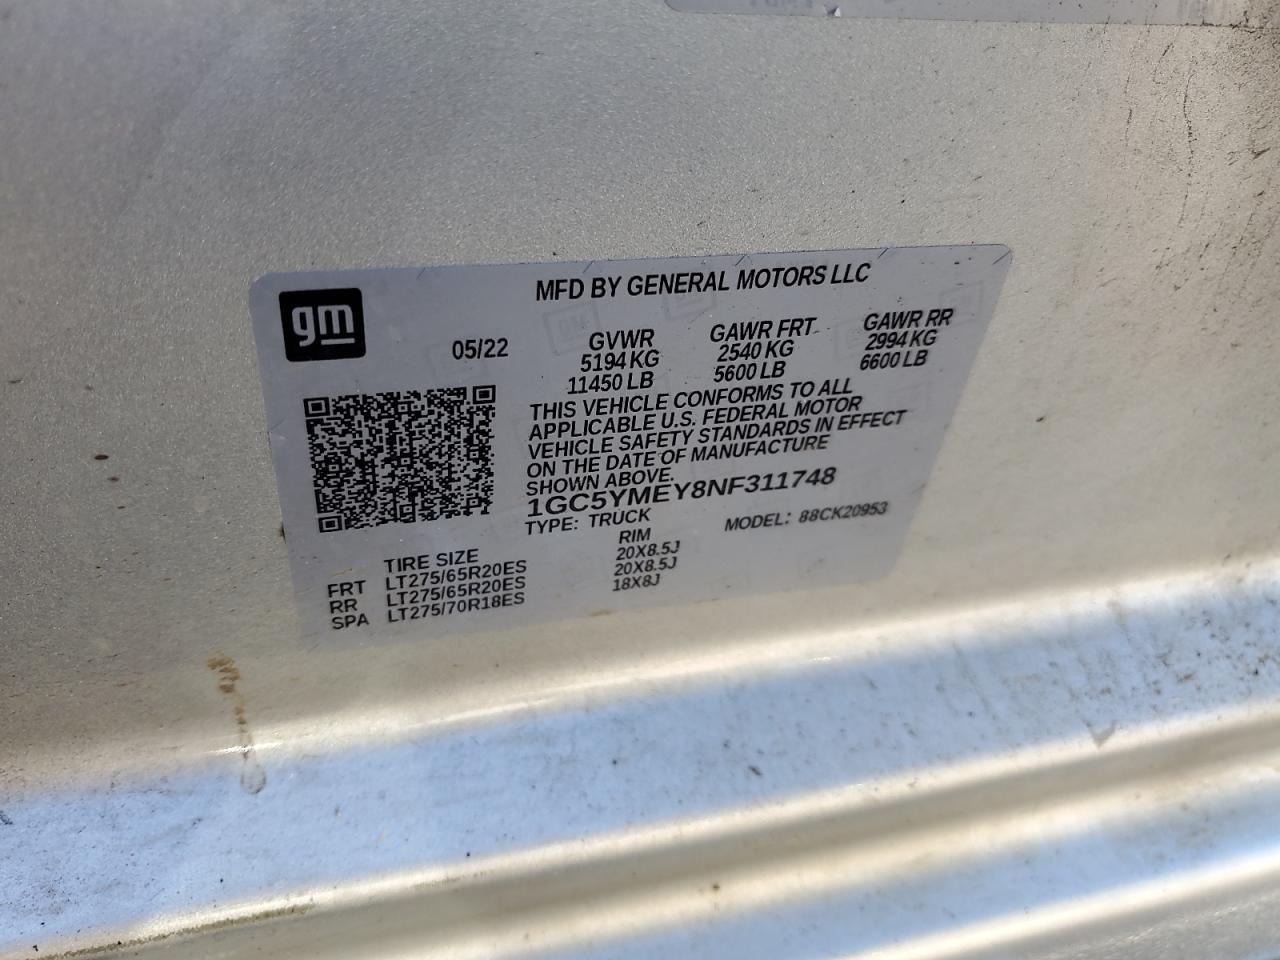 MFD BY GENERAL MOTORS LLC
gm
05/22
GVWR GAWR FRT GAWR RR
5194 KG 2540 KG 2994 KG
11450 LB 5600 LB 6600 LB
THIS VEHICLE CONFORMS TO ALL
APPLICABLE U.S. FEDERAL MOTOR
VEHICLE SAFETY STANDARDS IN EFFECT
ON THE DATE OF MANUFACTURE
SHOWN ABOVE.
1GC5YMEY8NF311748
TYPE: TRUCK MODEL: 88CK20953
TIRE SIZE RIM
FRT LT275/65R20ES 20X8.5J
RR LT275/65R20ES 20X8.5J
SPA LT275/70R18ES 18X8J